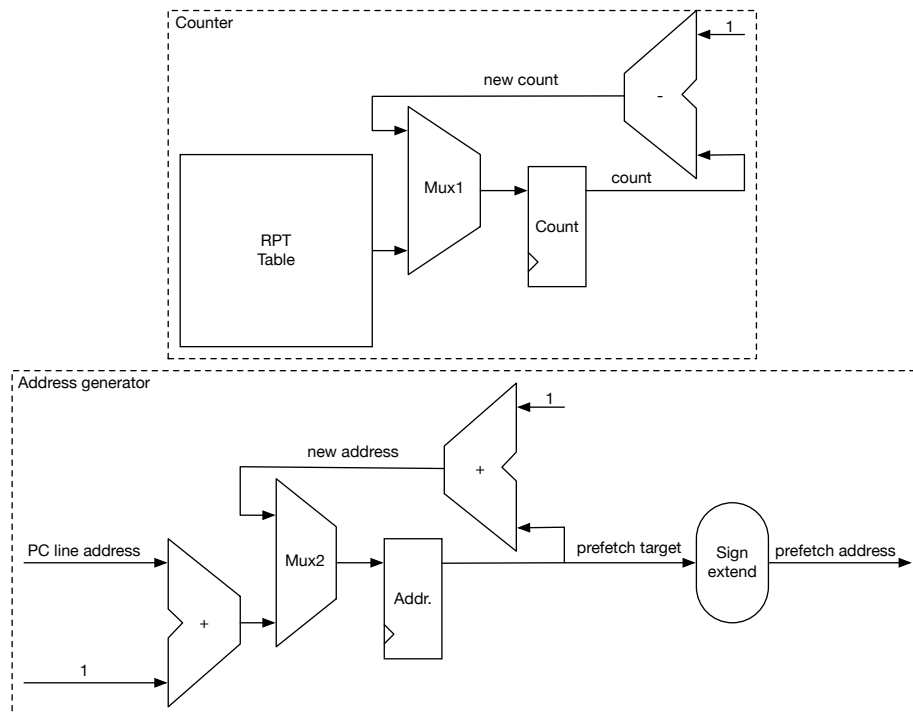 Counter
1
new count
-
Mux1
count
RPT
Table
Count
Address generator
1
new address
+
PC line address
Mux2
prefetch target
Sign
extend
prefetch address
Addr.
+
1